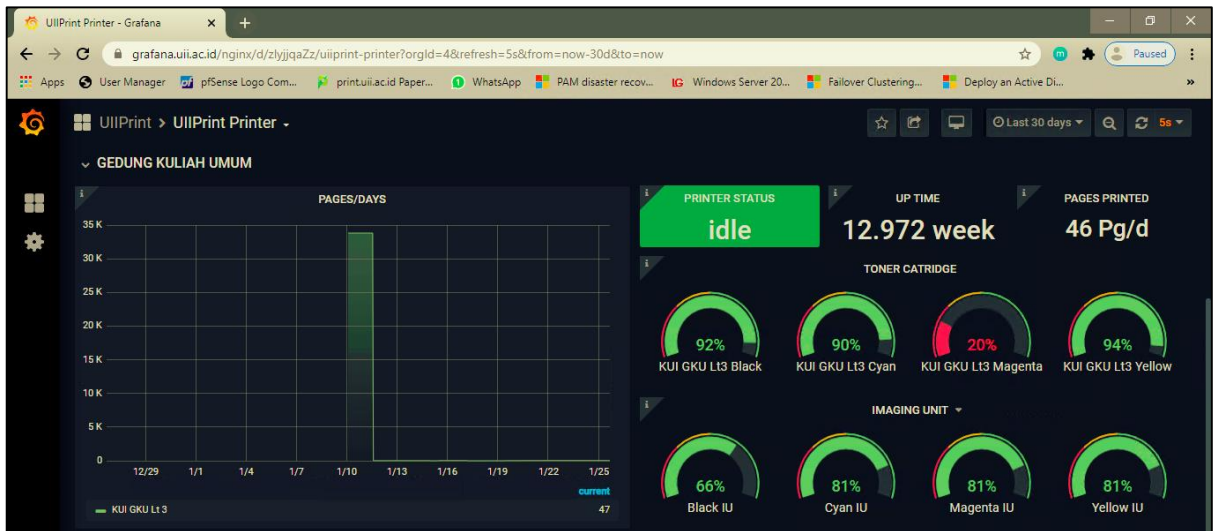 UIIPrint Printer - Grafana
grafana.uii.ac.id/nginx/d/zlyjjqaZz/uiiprint-printer?orgId=4&refresh=5s&from=now-30d&to=now
Paused
Apps
User Manager
pfSense Logo Com...
print.uii.ac.id Paper...
WhatsApp
PAM disaster recov...
Windows Server 20...
Failover Clustering...
Deploy an Active Di...
UIIPrint > UIIPrint Printer
Last 30 days
5s
GEDUNG KULIAH UMUM
PAGES/DAYS
35 K
30 K
25 K
20 K
15 K
10 K
5 K
0
12/29 1/1 1/4 1/7 1/10 1/13 1/16 1/19 1/22 1/25
current
KUI GKU Lt 3 47
PRINTER STATUS
idle
UP TIME
12.972 week
PAGES PRINTED
46 Pg/d
TONER CATRIDGE
92% 90% 20% 94%
KUI GKU Lt3 Black KUI GKU Lt3 Cyan KUI GKU Lt3 Magenta KUI GKU Lt3 Yellow
IMAGING UNIT
66% 81% 81% 81%
Black IU Cyan IU Magenta IU Yellow IU